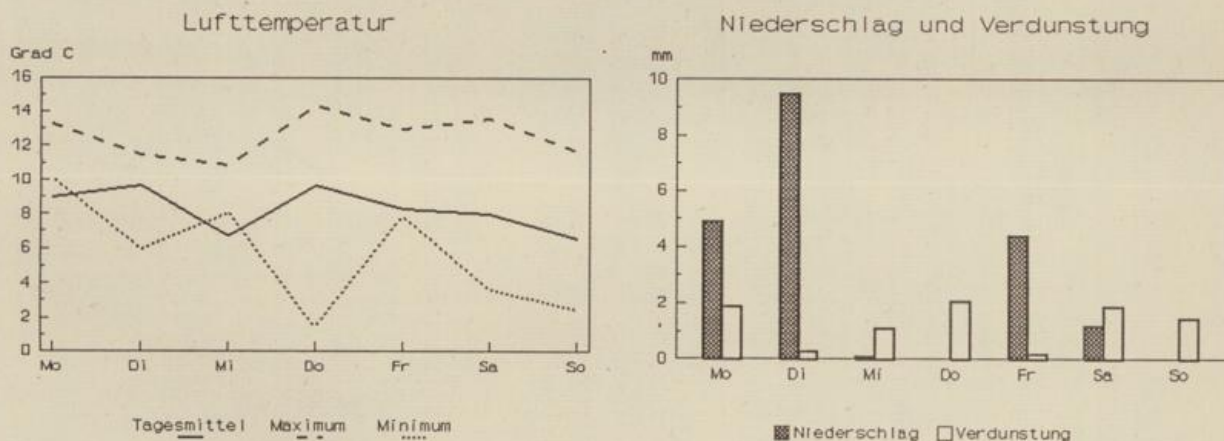 Lufttemperatur
Grad C
16
14
12
10
8
6
4
2
0
Mo Di Mi Do Fr Sa So
Tagesmittel Maximum Minimum
Niederschlag und Verdunstung
mm
10
8
6
4
2
0
Mo Di Mi Do Fr Sa So
Niederschlag Verdunstung